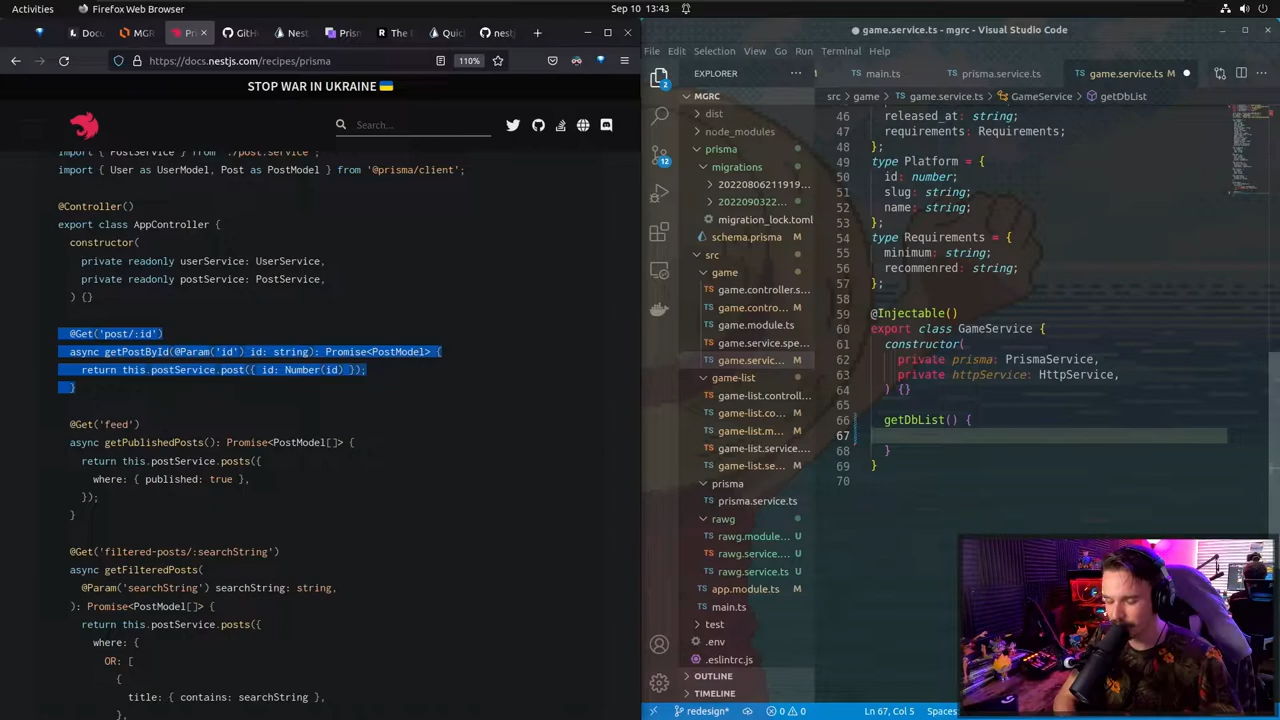 Activities
Firefox Web Browser
Sep 10 13:43
Docu
MGR
Pri
GitH
Nest
Prism
The
Quic
nestj
https://docs.nestjs.com/recipes/prisma
110%
STOP WAR IN UKRAINE 🇺🇦
Search...
import { PostService } from './post.service';
import { User as UserModel, Post as PostModel } from '@prisma/client';
@Controller()
export class AppController {
constructor(
private readonly userService: UserService,
private readonly postService: PostService,
) {}
@Get('post/:id')
async getPostById(@Param('id') id: string): Promise<PostModel> {
return this.postService.post({ id: Number(id) });
}
@Get('feed')
async getPublishedPosts(): Promise<PostModel[]> {
return this.postService.posts({
where: { published: true },
});
}
@Get('filtered-posts/:searchString')
async getFilteredPosts(
@Param('searchString') searchString: string,
): Promise<PostModel[]> {
return this.postService.posts({
where: {
OR: [
{
title: { contains: searchString },
},
game.service.ts - mgrc - Visual Studio Code
File Edit Selection View Go Run Terminal Help
EXPLORER
main.ts
prisma.service.ts
game.service.ts M
MGRC
src > game > game.service.ts > GameService > getDbList
dist
node_modules
prisma
migrations
20220806211919...
2022090322...
migration_lock.toml
schema.prisma M
src
game
game.controller.s...
game.contro... M
game.module.ts
game.service.spe...
game.servic... M
game-list
game-list.controll...
game-list.co... M
game-list.m... M
game-list.service....
game-list.se... M
prisma
prisma.service.ts
rawg
rawg.module... U
rawg.service.... U
rawg.service.ts U
app.module.ts M
main.ts
test
.env
.eslintrc.js
OUTLINE
TIMELINE
2
12
46 released_at: string;
47 requirements: Requirements;
48 };
49 type Platform = {
50 id: number;
51 slug: string;
52 name: string;
53 };
54 type Requirements = {
55 minimum: string;
56 recommenred: string;
57 };
58
59 @Injectable()
60 export class GameService {
61 constructor(
62 private prisma: PrismaService,
63 private httpService: HttpService,
64 ) {}
65
66 getDbList() {
67
68 }
69 }
70
redesign*
0 0
Ln 67, Col 5
Spaces